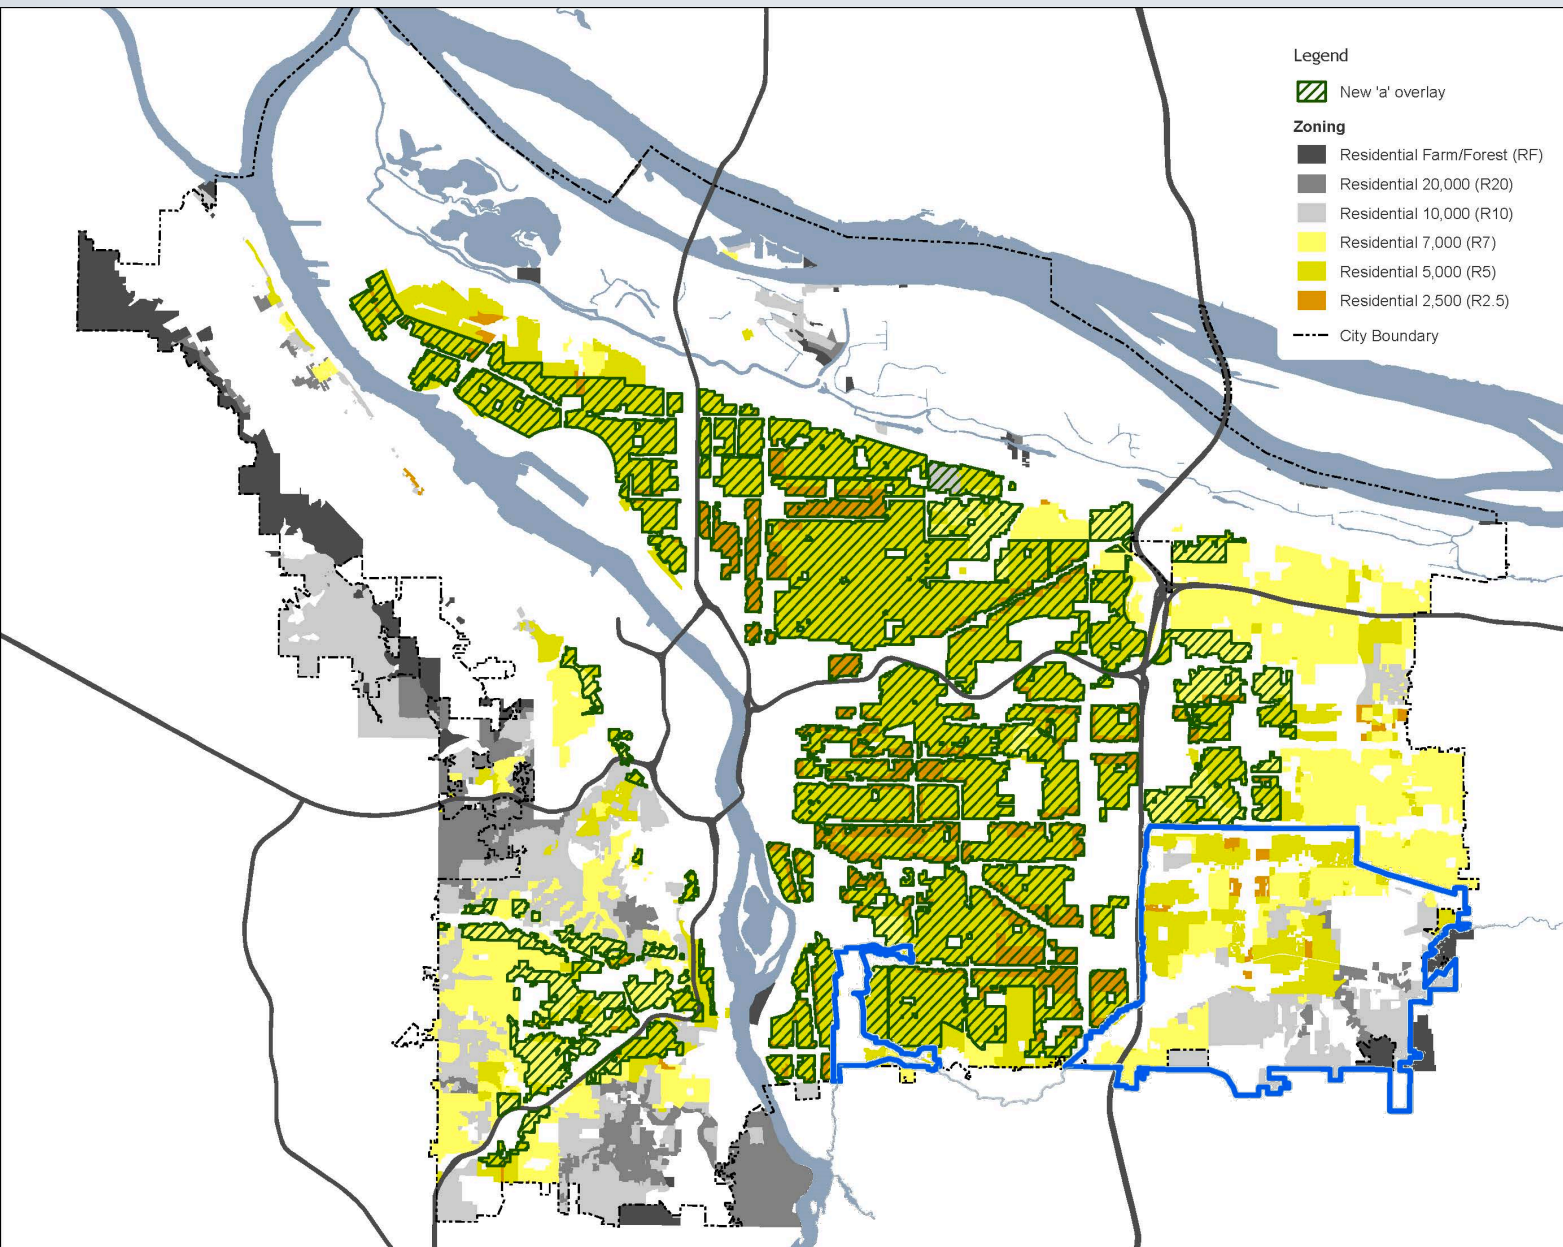 Legend
New 'a' overlay
Zoning
Residential Farm/Forest (RF)
Residential 20,000 (R20)
Residential 10,000 (R10)
Residential 7,000 (R7)
Residential 5,000 (R5)
Residential 2,500 (R2.5)
City Boundary